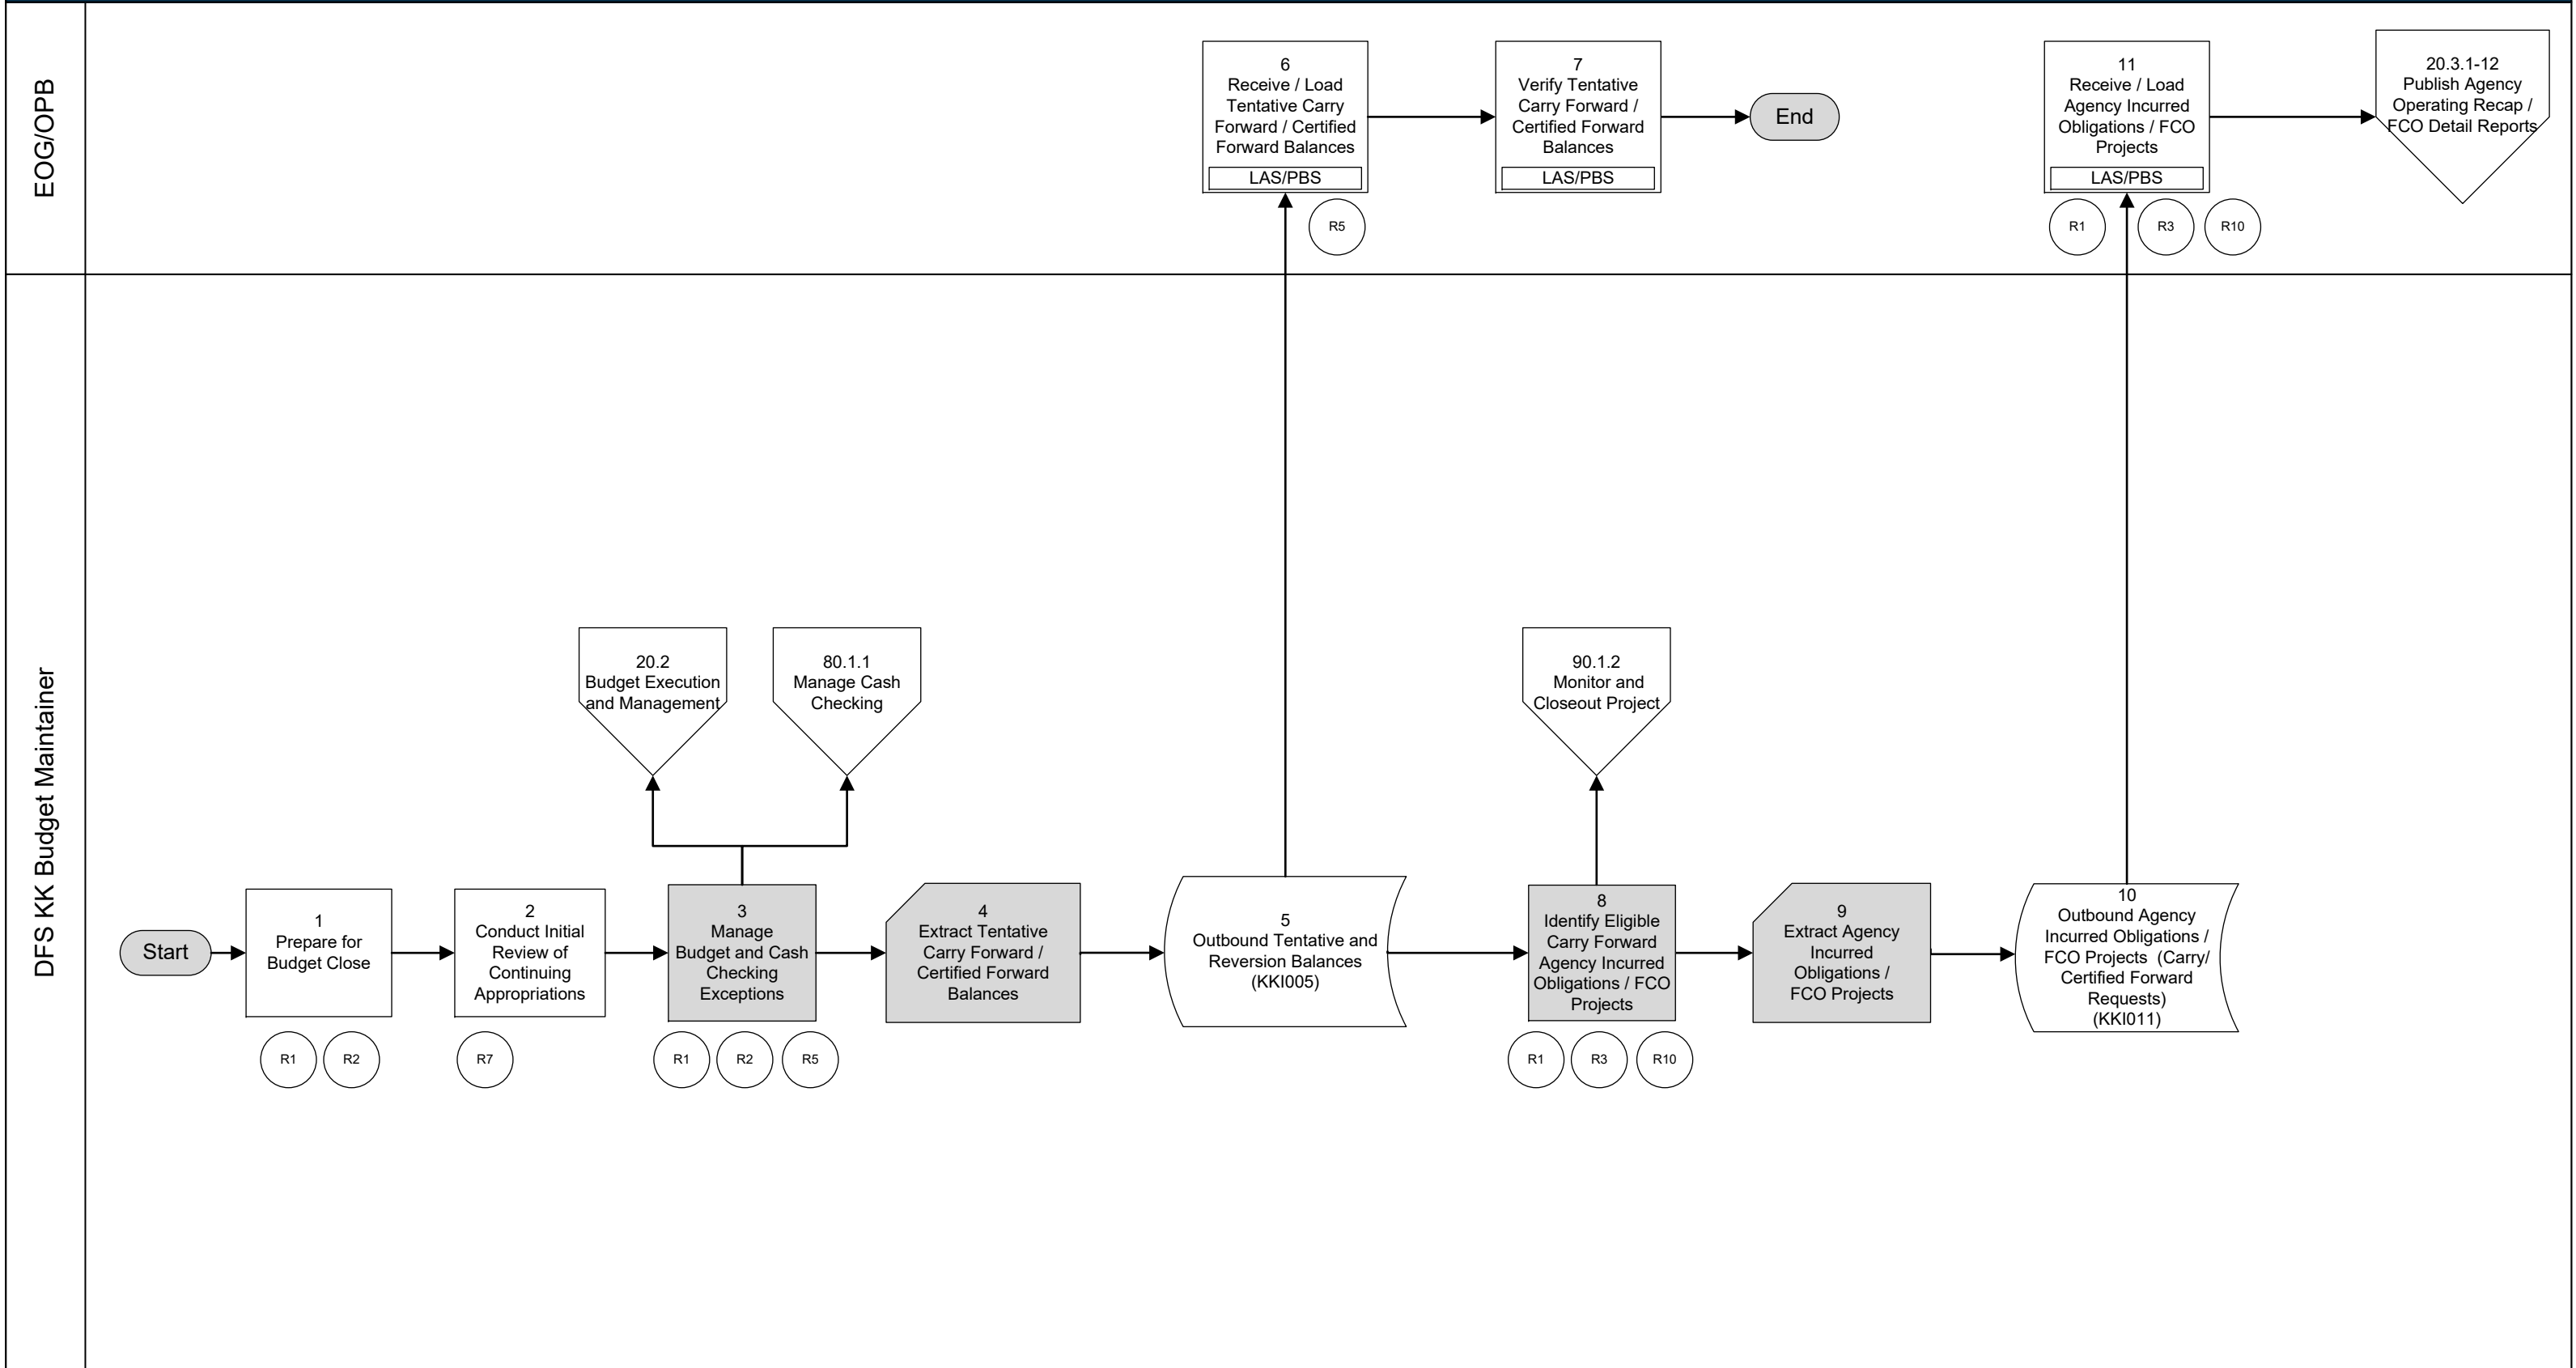 EOG/OPB
6
Receive / Load
Tentative Carry
Forward / Certified
Forward Balances
LAS/PBS
R5
7
Verify Tentative
Carry Forward /
Certified Forward
Balances
LAS/PBS
End
11
Receive / Load
Agency Incurred
Obligations / FCO
Projects
LAS/PBS
R1
R3
R10
20.3.1-12
Publish Agency
Operating Recap /
FCO Detail Reports
DFS KK Budget Maintainer
20.2
Budget Execution
and Management
80.1.1
Manage Cash
Checking
90.1.2
Monitor and
Closeout Project
Start
1
Prepare for
Budget Close
R1
R2
2
Conduct Initial
Review of
Continuing
Appropriations
R7
3
Manage
Budget and Cash
Checking
Exceptions
R1
R2
R5
4
Extract Tentative
Carry Forward /
Certified Forward
Balances
5
Outbound Tentative and
Reversion Balances
(KKI005)
8
Identify Eligible
Carry Forward
Agency Incurred
Obligations / FCO
Projects
R1
R3
R10
9
Extract Agency
Incurred
Obligations /
FCO Projects
10
Outbound Agency
Incurred Obligations /
FCO Projects (Carry/
Certified Forward
Requests)
(KKI011)